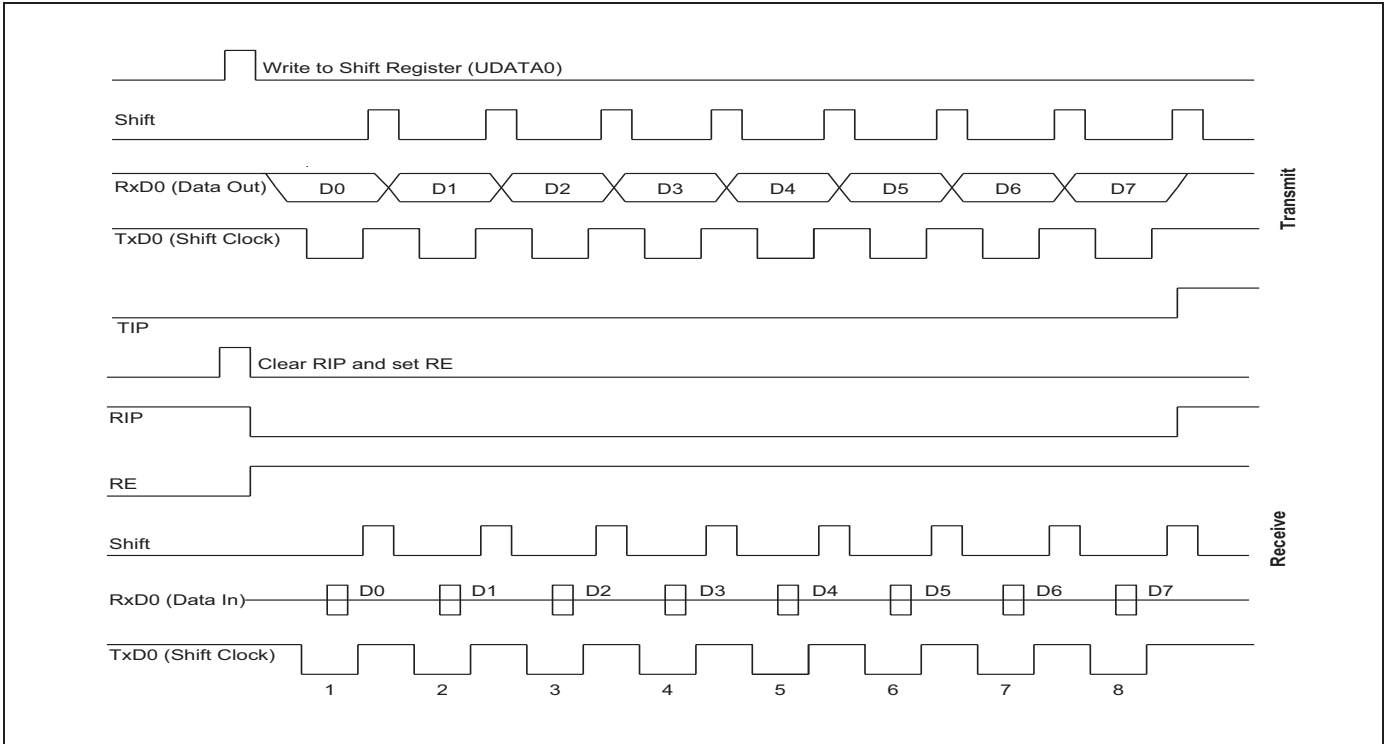 Write to Shift Register (UDATA0)
Shift
RxD0 (Data Out)
D0 D1 D2 D3 D4 D5 D6 D7
TxD0 (Shift Clock)
TIP
Transmit
Clear RIP and set RE
RIP
RE
Shift
RxD0 (Data In)
D0 D1 D2 D3 D4 D5 D6 D7
TxD0 (Shift Clock)
1 2 3 4 5 6 7 8
Receive